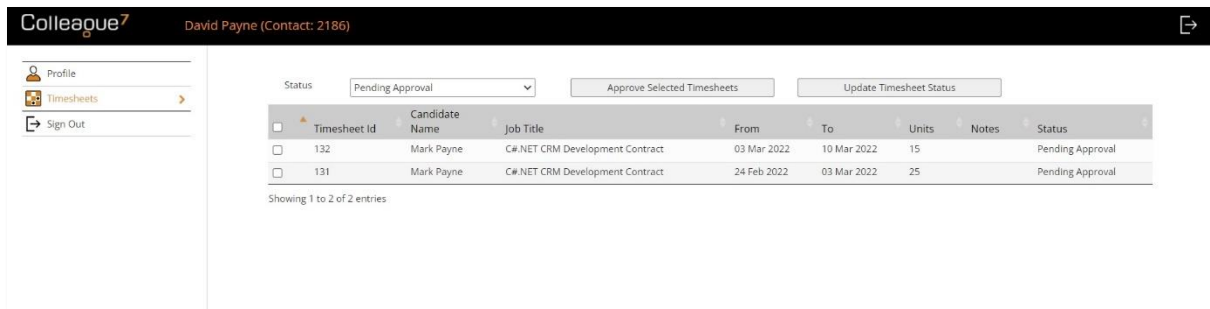 Colleague7 David Payne (Contact: 2186)
Profile
Timesheets
Sign Out
Status Pending Approval Approve Selected Timesheets Update Timesheet Status
Timesheet Id Candidate Name Job Title From To Units Notes Status
132 Mark Payne C#.NET CRM Development Contract 03 Mar 2022 10 Mar 2022 15 Pending Approval
131 Mark Payne C#.NET CRM Development Contract 24 Feb 2022 03 Mar 2022 25 Pending Approval
Showing 1 to 2 of 2 entries